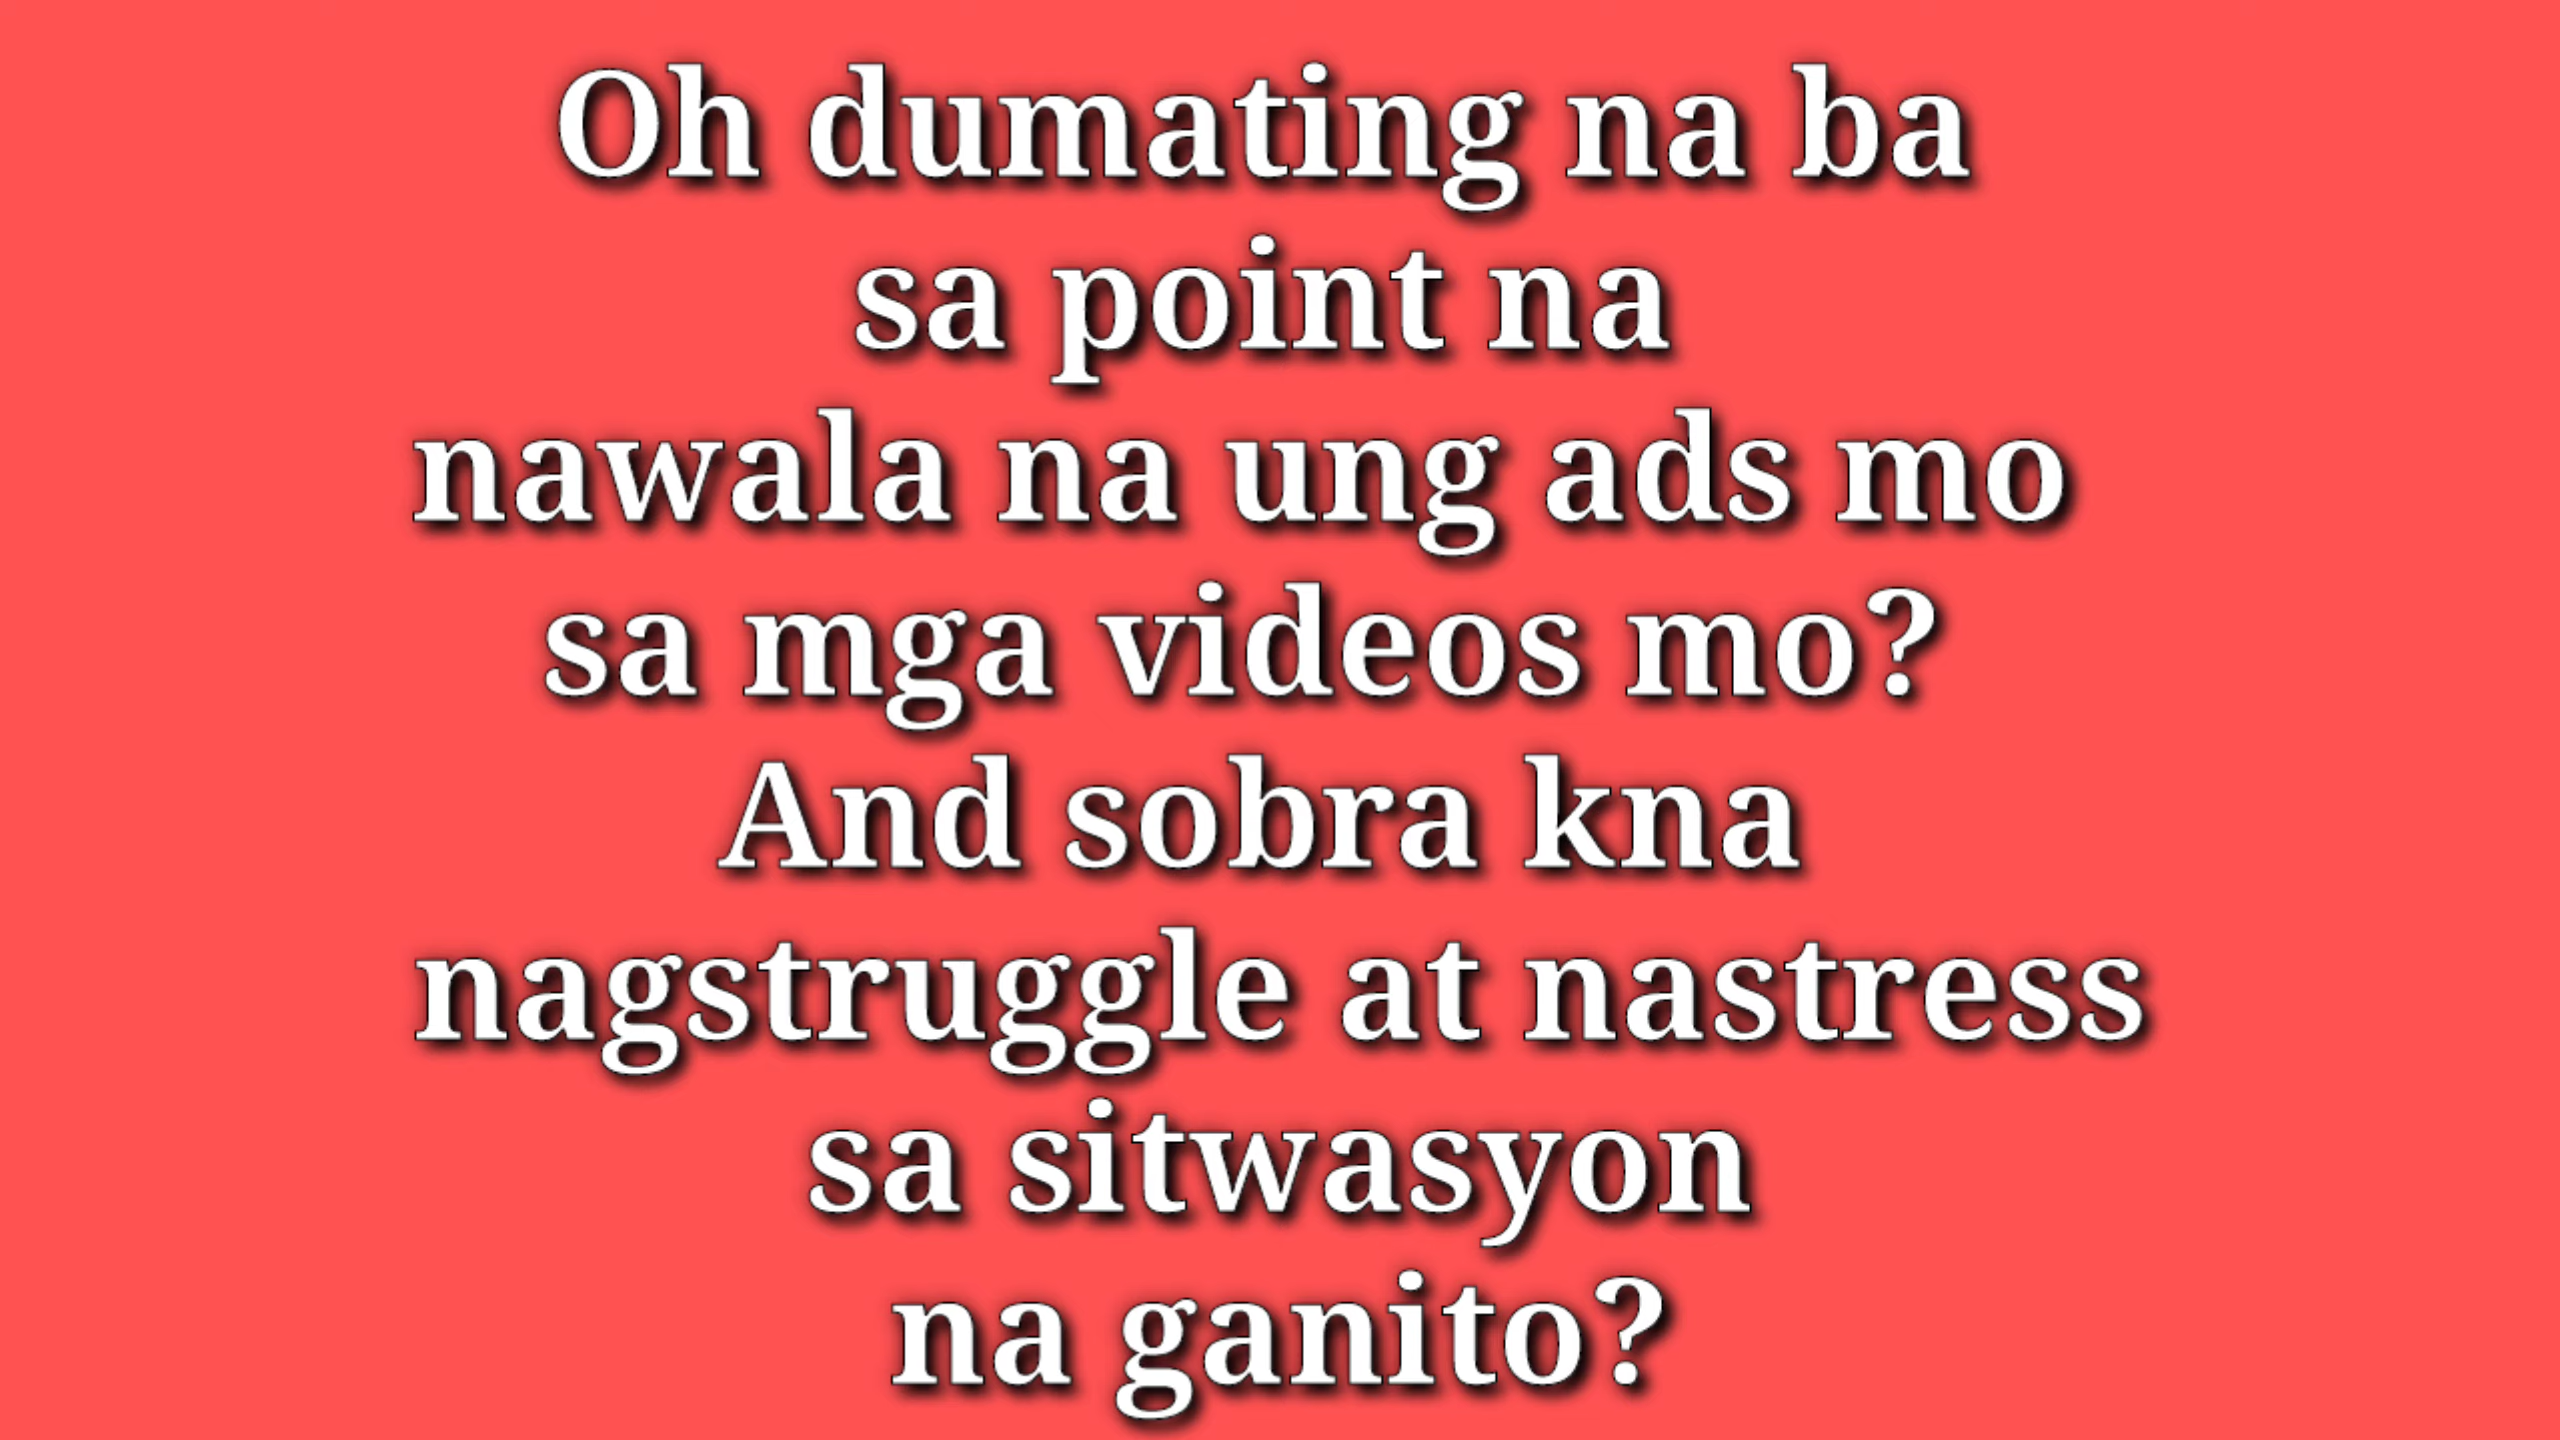 Oh dumating na ba
sa point na
nawala na ung ads mo
sa mga videos mo?
And sobra kna
nagstruggle at nastress
sa sitwasyon
na ganito?